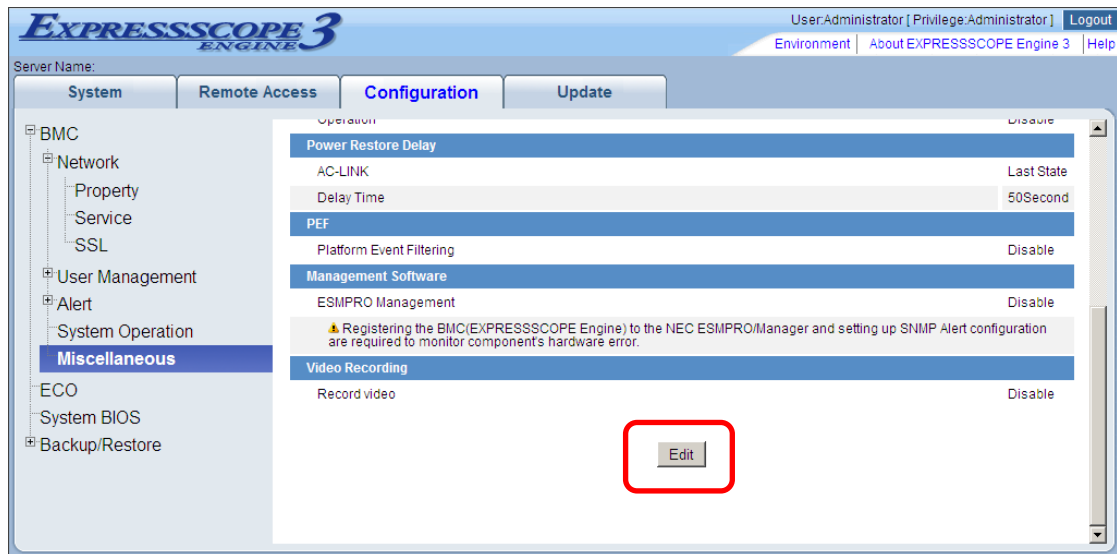 EXPRESSSCOPE
ENGINE 3
User:Administrator [ Privilege:Administrator ] Logout
Environment About EXPRESSSCOPE Engine 3 Help
Server Name:
System Remote Access Configuration Update
BMC
Network
Property
Service
SSL
User Management
Alert
System Operation
Miscellaneous
ECO
System BIOS
Backup/Restore
Operation Disable
Power Restore Delay
AC-LINK Last State
Delay Time 50Second
PEF
Platform Event Filtering Disable
Management Software
ESMPRO Management Disable
Registering the BMC(EXPRESSSCOPE Engine) to the NEC ESMPRO/Manager and setting up SNMP Alert configuration
are required to monitor component's hardware error.
Video Recording
Record video Disable
Edit